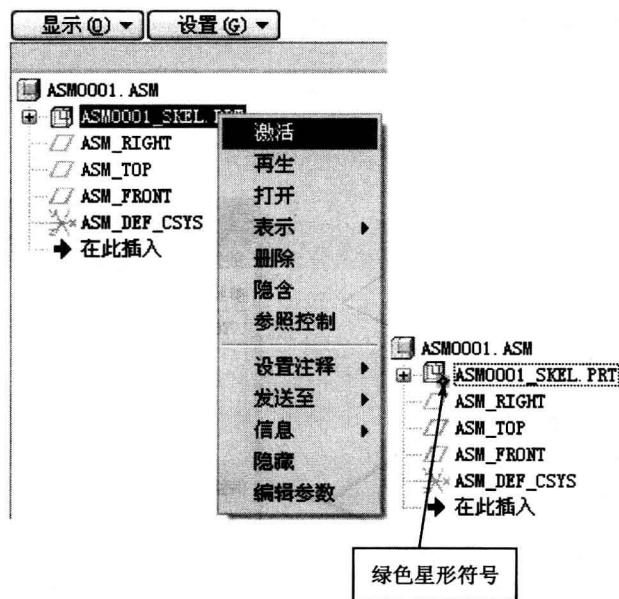 显示(O)
设置(G)
ASM0001.ASM
ASM0001_SKEL.PRT
ASM_RIGHT
ASM_TOP
ASM_FRONT
ASM_DEF_CSYS
在此插入
激活
再生
打开
表示
删除
隐含
参照控制
设置注释
发送至
信息
隐藏
编辑参数
ASM0001.ASM
ASM0001_SKEL.PRT
ASM_RIGHT
ASM_TOP
ASM_FRONT
ASM_DEF_CSYS
在此插入
绿色星形符号